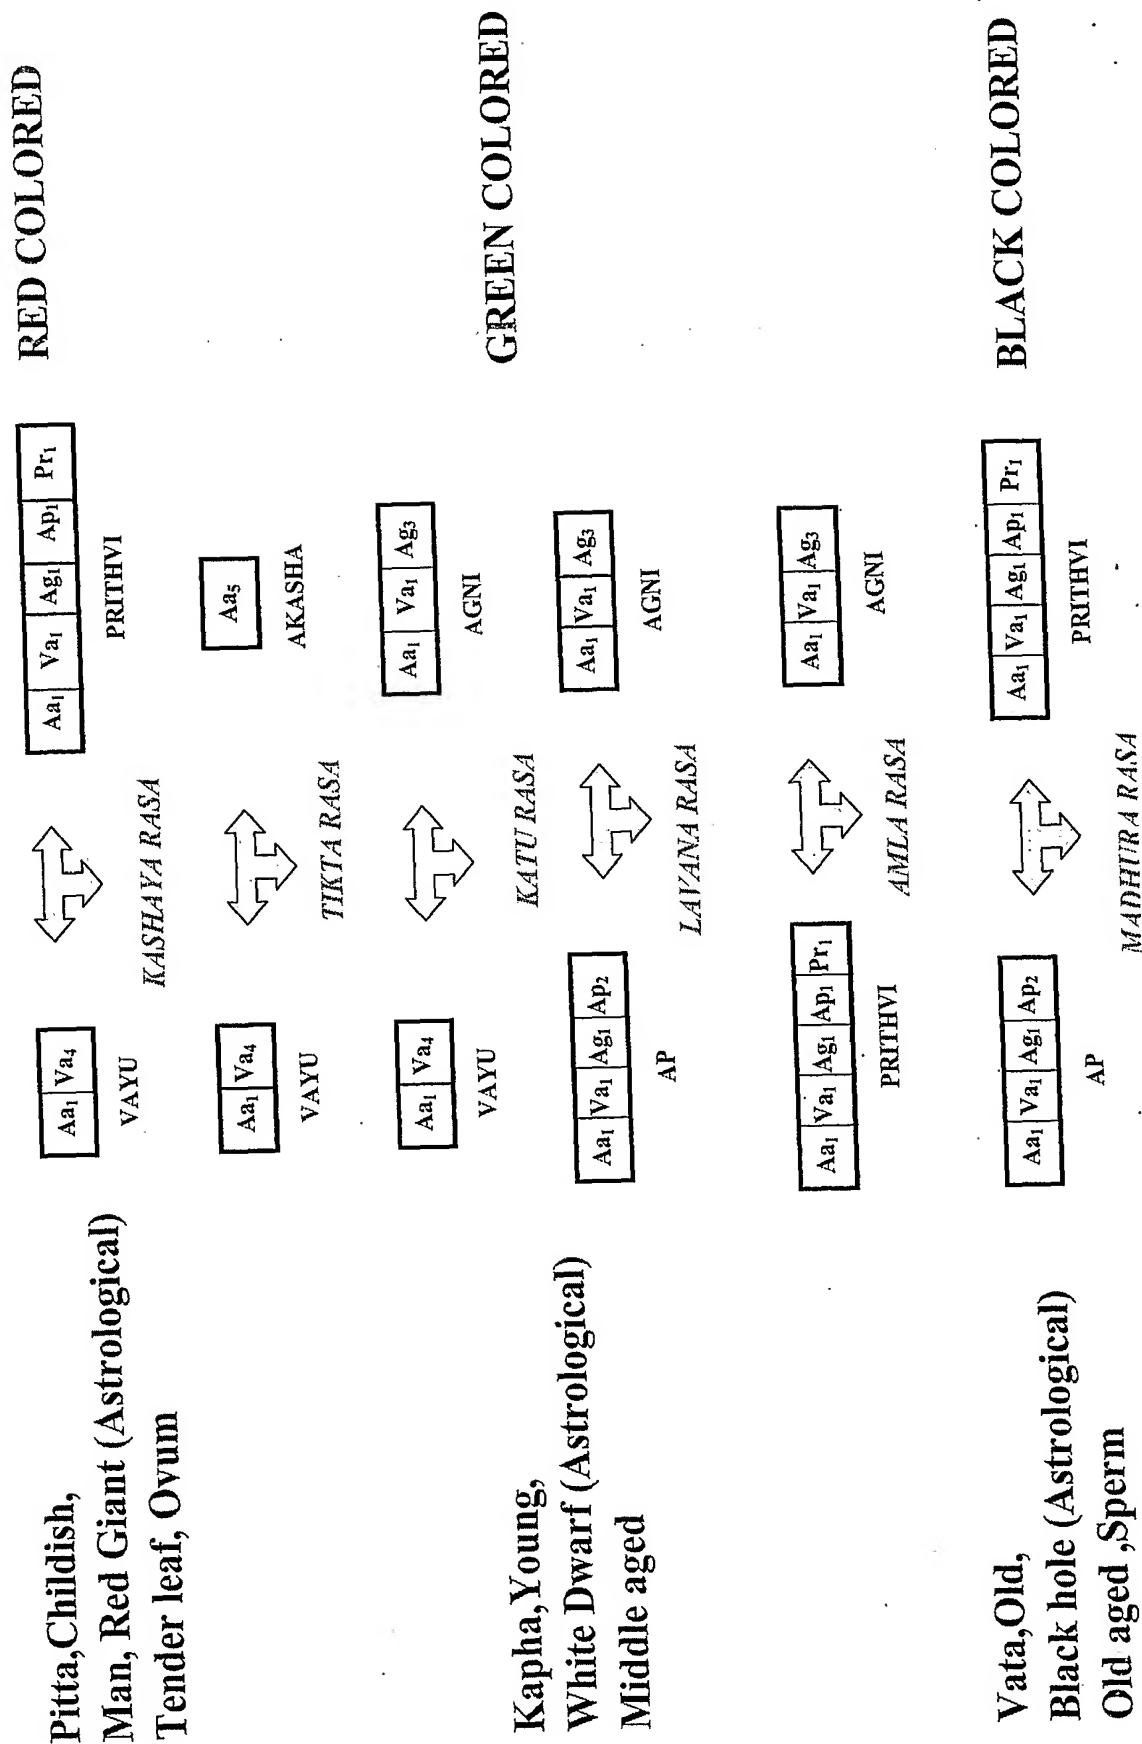 Pitta,Childish,
Man, Red Giant (Astrological)
Tender leaf, Ovum
Aa1 Va4
VAYU
KASHAYA RASA
Aa1 Va1 Ag1 Ap1 Pr1
PRITHVI
RED COLORED
Aa1 Va4
VAYU
TIKTA RASA
Aa5
AKASHA
Aa1 Va4
VAYU
KATU RASA
Aa1 Va1 Ag3
AGNI
Kapha,Young,
White Dwarf (Astrological)
Middle aged
Aa1 Va1 Ag1 Ap2
AP
LAVANA RASA
Aa1 Va1 Ag3
AGNI
GREEN COLORED
Aa1 Va1 Ag1 Ap1 Pr1
PRITHVI
AMLA RASA
Aa1 Va1 Ag3
AGNI
Vata,Old,
Black hole (Astrological)
Old aged ,Sperm
Aa1 Va1 Ag1 Ap2
AP
MADHURA RASA
Aa1 Va1 Ag1 Ap1 Pr1
PRITHVI
BLACK COLORED